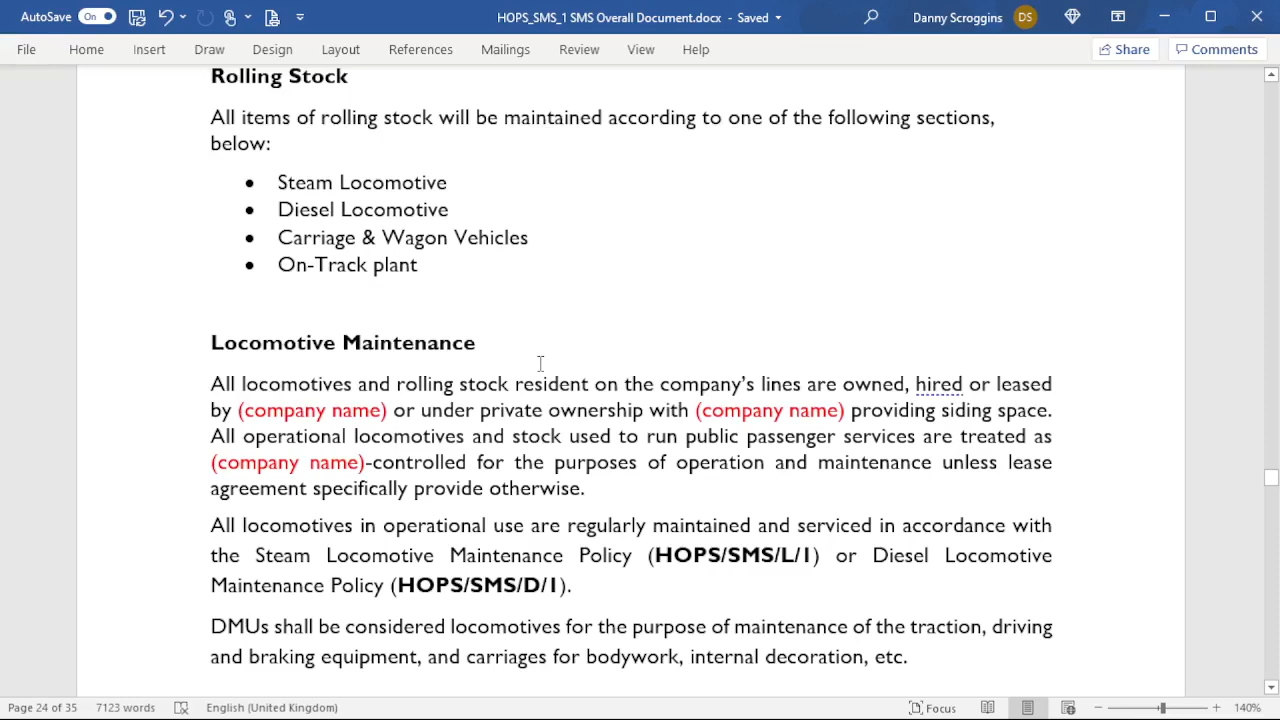 AutoSave On HOPS_SMS_1 SMS Overall Document.docx - Saved Danny Scroggins DS
File Home Insert Draw Design Layout References Mailings Review View Help Share Comments
Rolling Stock
All items of rolling stock will be maintained according to one of the following sections,
below:
• Steam Locomotive
• Diesel Locomotive
• Carriage & Wagon Vehicles
• On-Track plant
Locomotive Maintenance
All locomotives and rolling stock resident on the company’s lines are owned, hired or leased
by (company name) or under private ownership with (company name) providing siding space.
All operational locomotives and stock used to run public passenger services are treated as
(company name)-controlled for the purposes of operation and maintenance unless lease
agreement specifically provide otherwise.
All locomotives in operational use are regularly maintained and serviced in accordance with
the Steam Locomotive Maintenance Policy (HOPS/SMS/L/1) or Diesel Locomotive
Maintenance Policy (HOPS/SMS/D/1).
DMUs shall be considered locomotives for the purpose of maintenance of the traction, driving
and braking equipment, and carriages for bodywork, internal decoration, etc.
Page 24 of 35 7123 words English (United Kingdom) Focus 140%